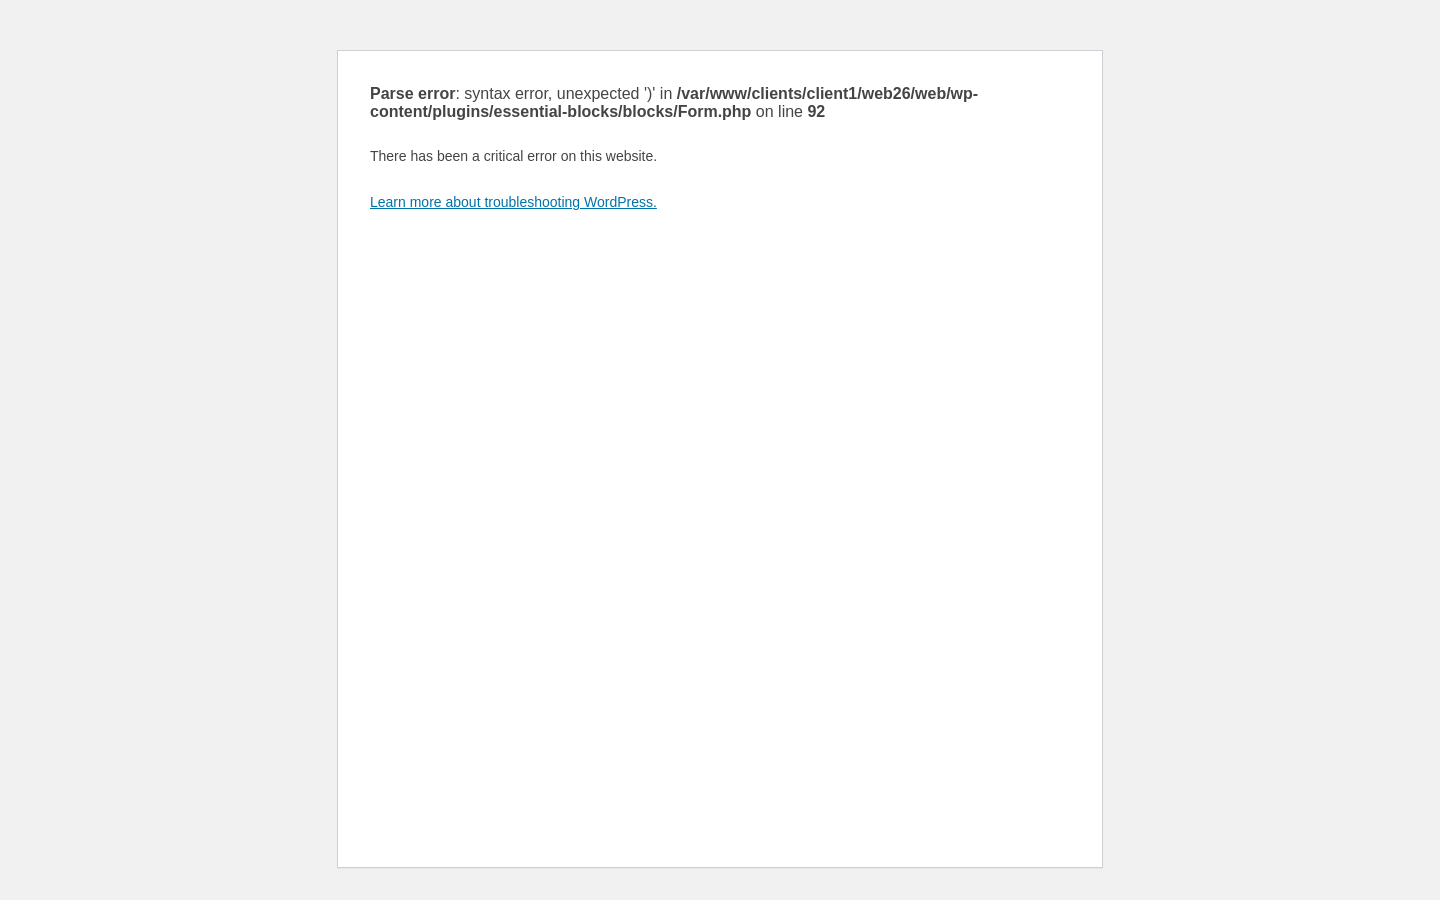 Parse error: syntax error, unexpected ')' in /var/www/clients/client1/web26/web/wp-
content/plugins/essential-blocks/blocks/Form.php on line 92
There has been a critical error on this website.
Learn more about troubleshooting WordPress.